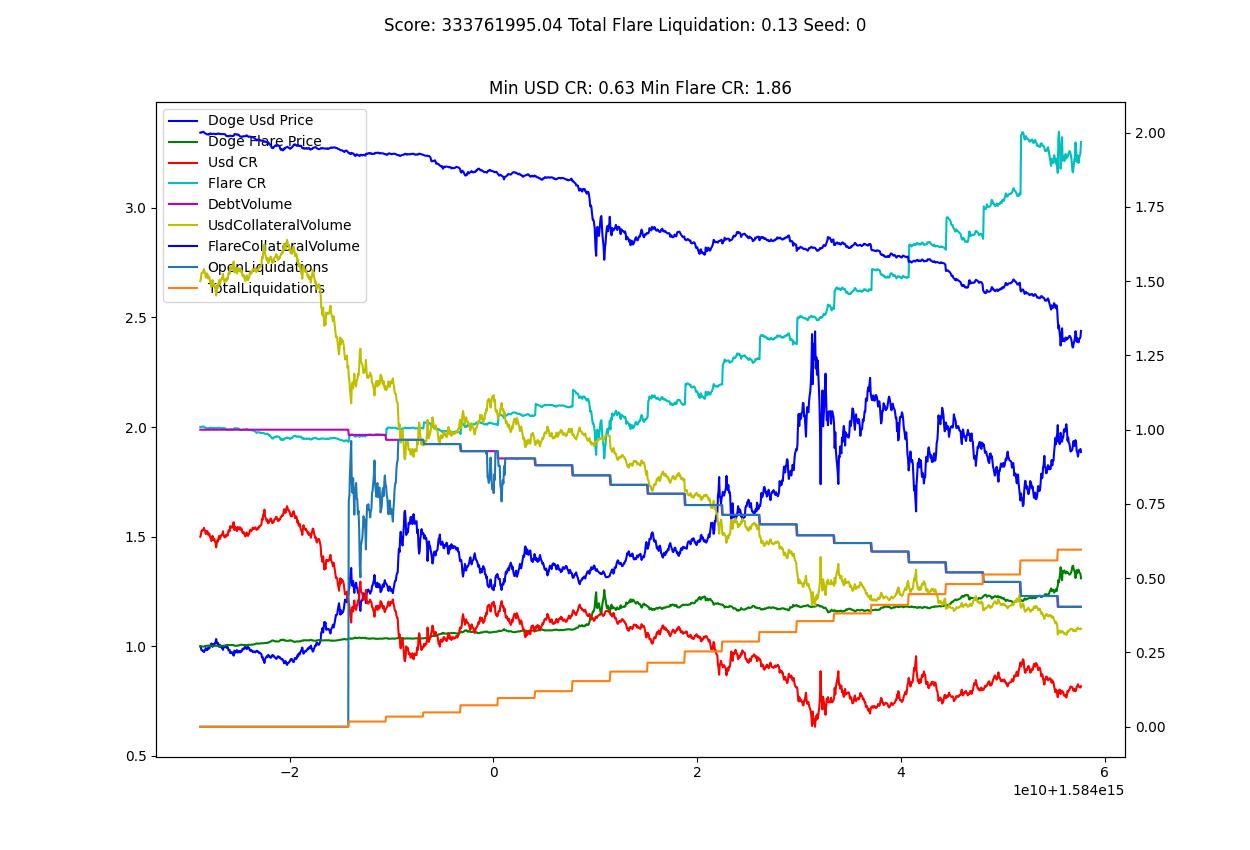 Score: 333761995.04 Total Flare Liquidation: 0.13 Seed: 0
Min USD CR: 0.63 Min Flare CR: 1.86
Doge Usd Price
Doge Flare Price
Usd CR
Flare CR
DebtVolume
UsdCollateralVolume
FlareCollateralVolume
OpenLiquidations
TotalLiquidations
3.0
2.5
2.0
1.5
1.0
0.5
2.00
1.75
1.50
1.25
1.00
0.75
0.50
0.25
0.00
−2
0
2
4
6
1e10+1.584e15